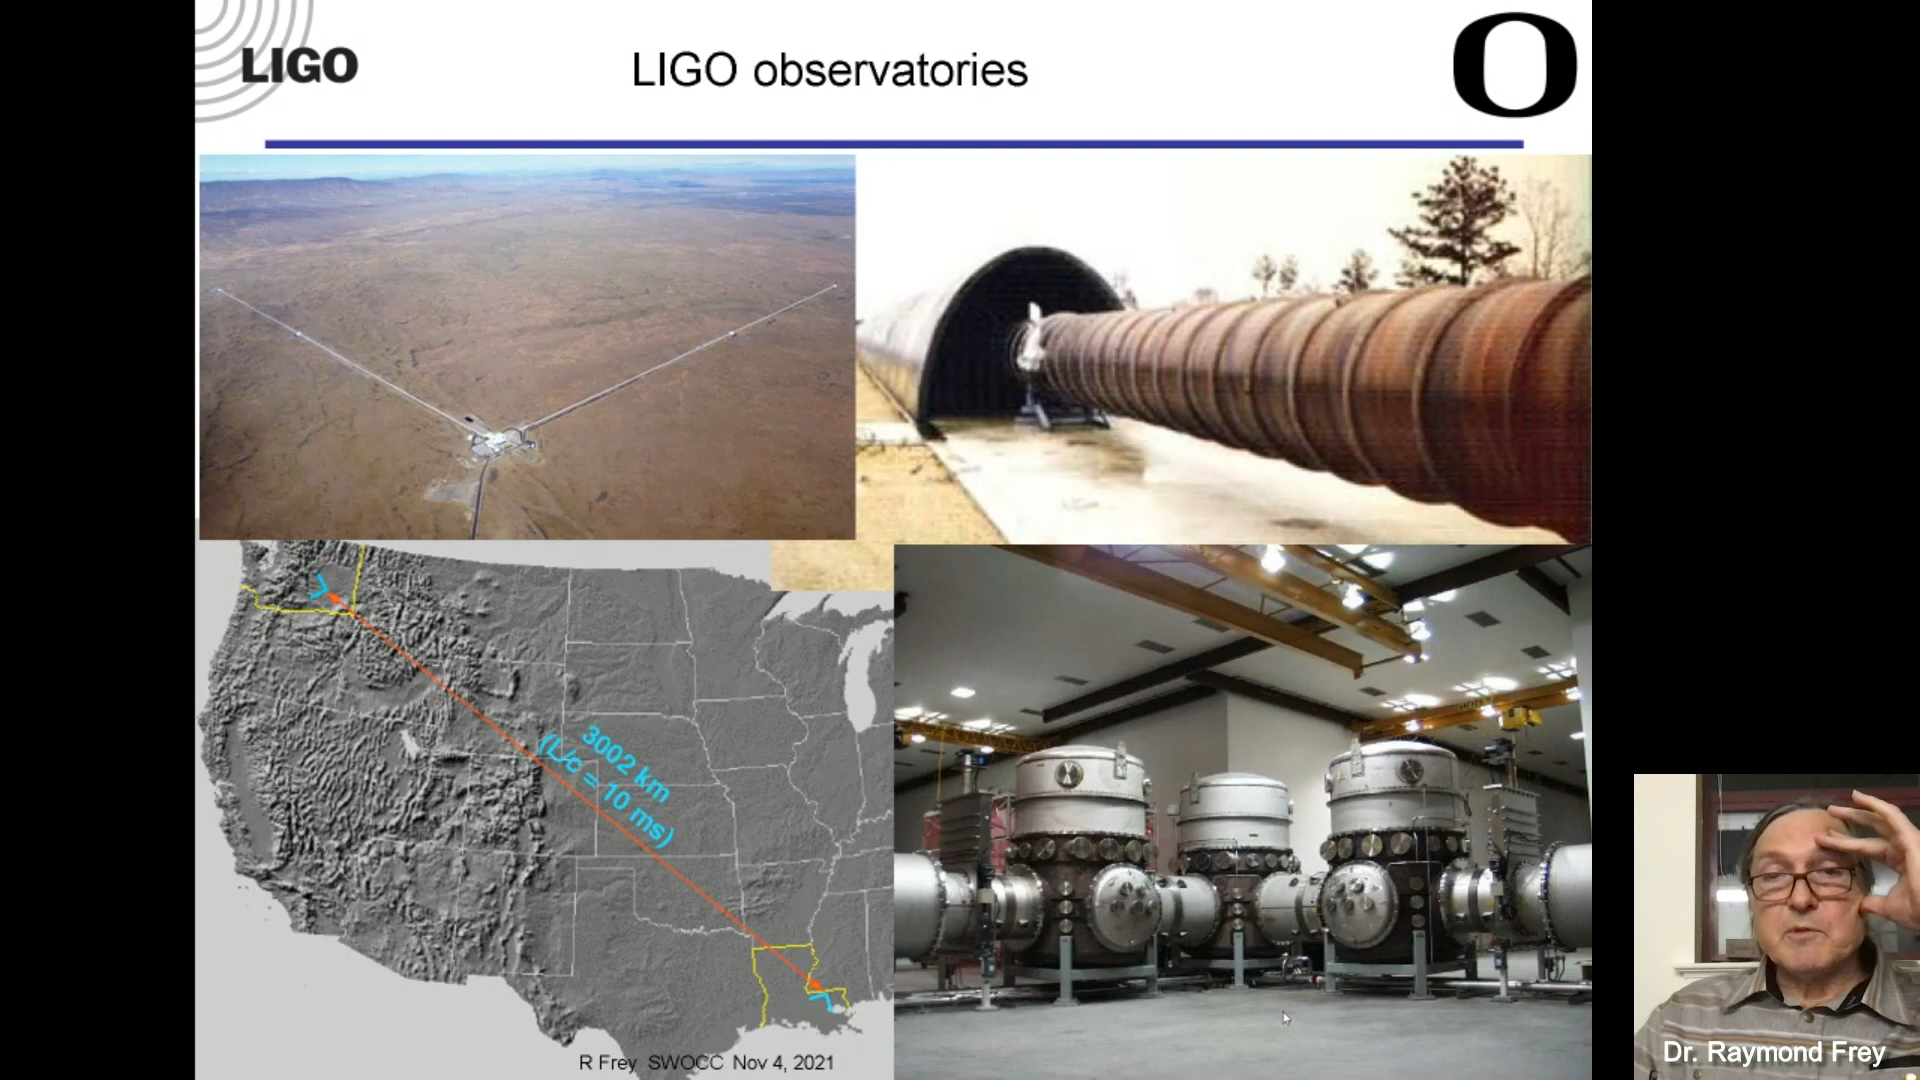 LIGO
LIGO observatories
O
3002 km
(L/c = 10 ms)
R Frey SWOCC Nov 4, 2021
Dr. Raymond Frey